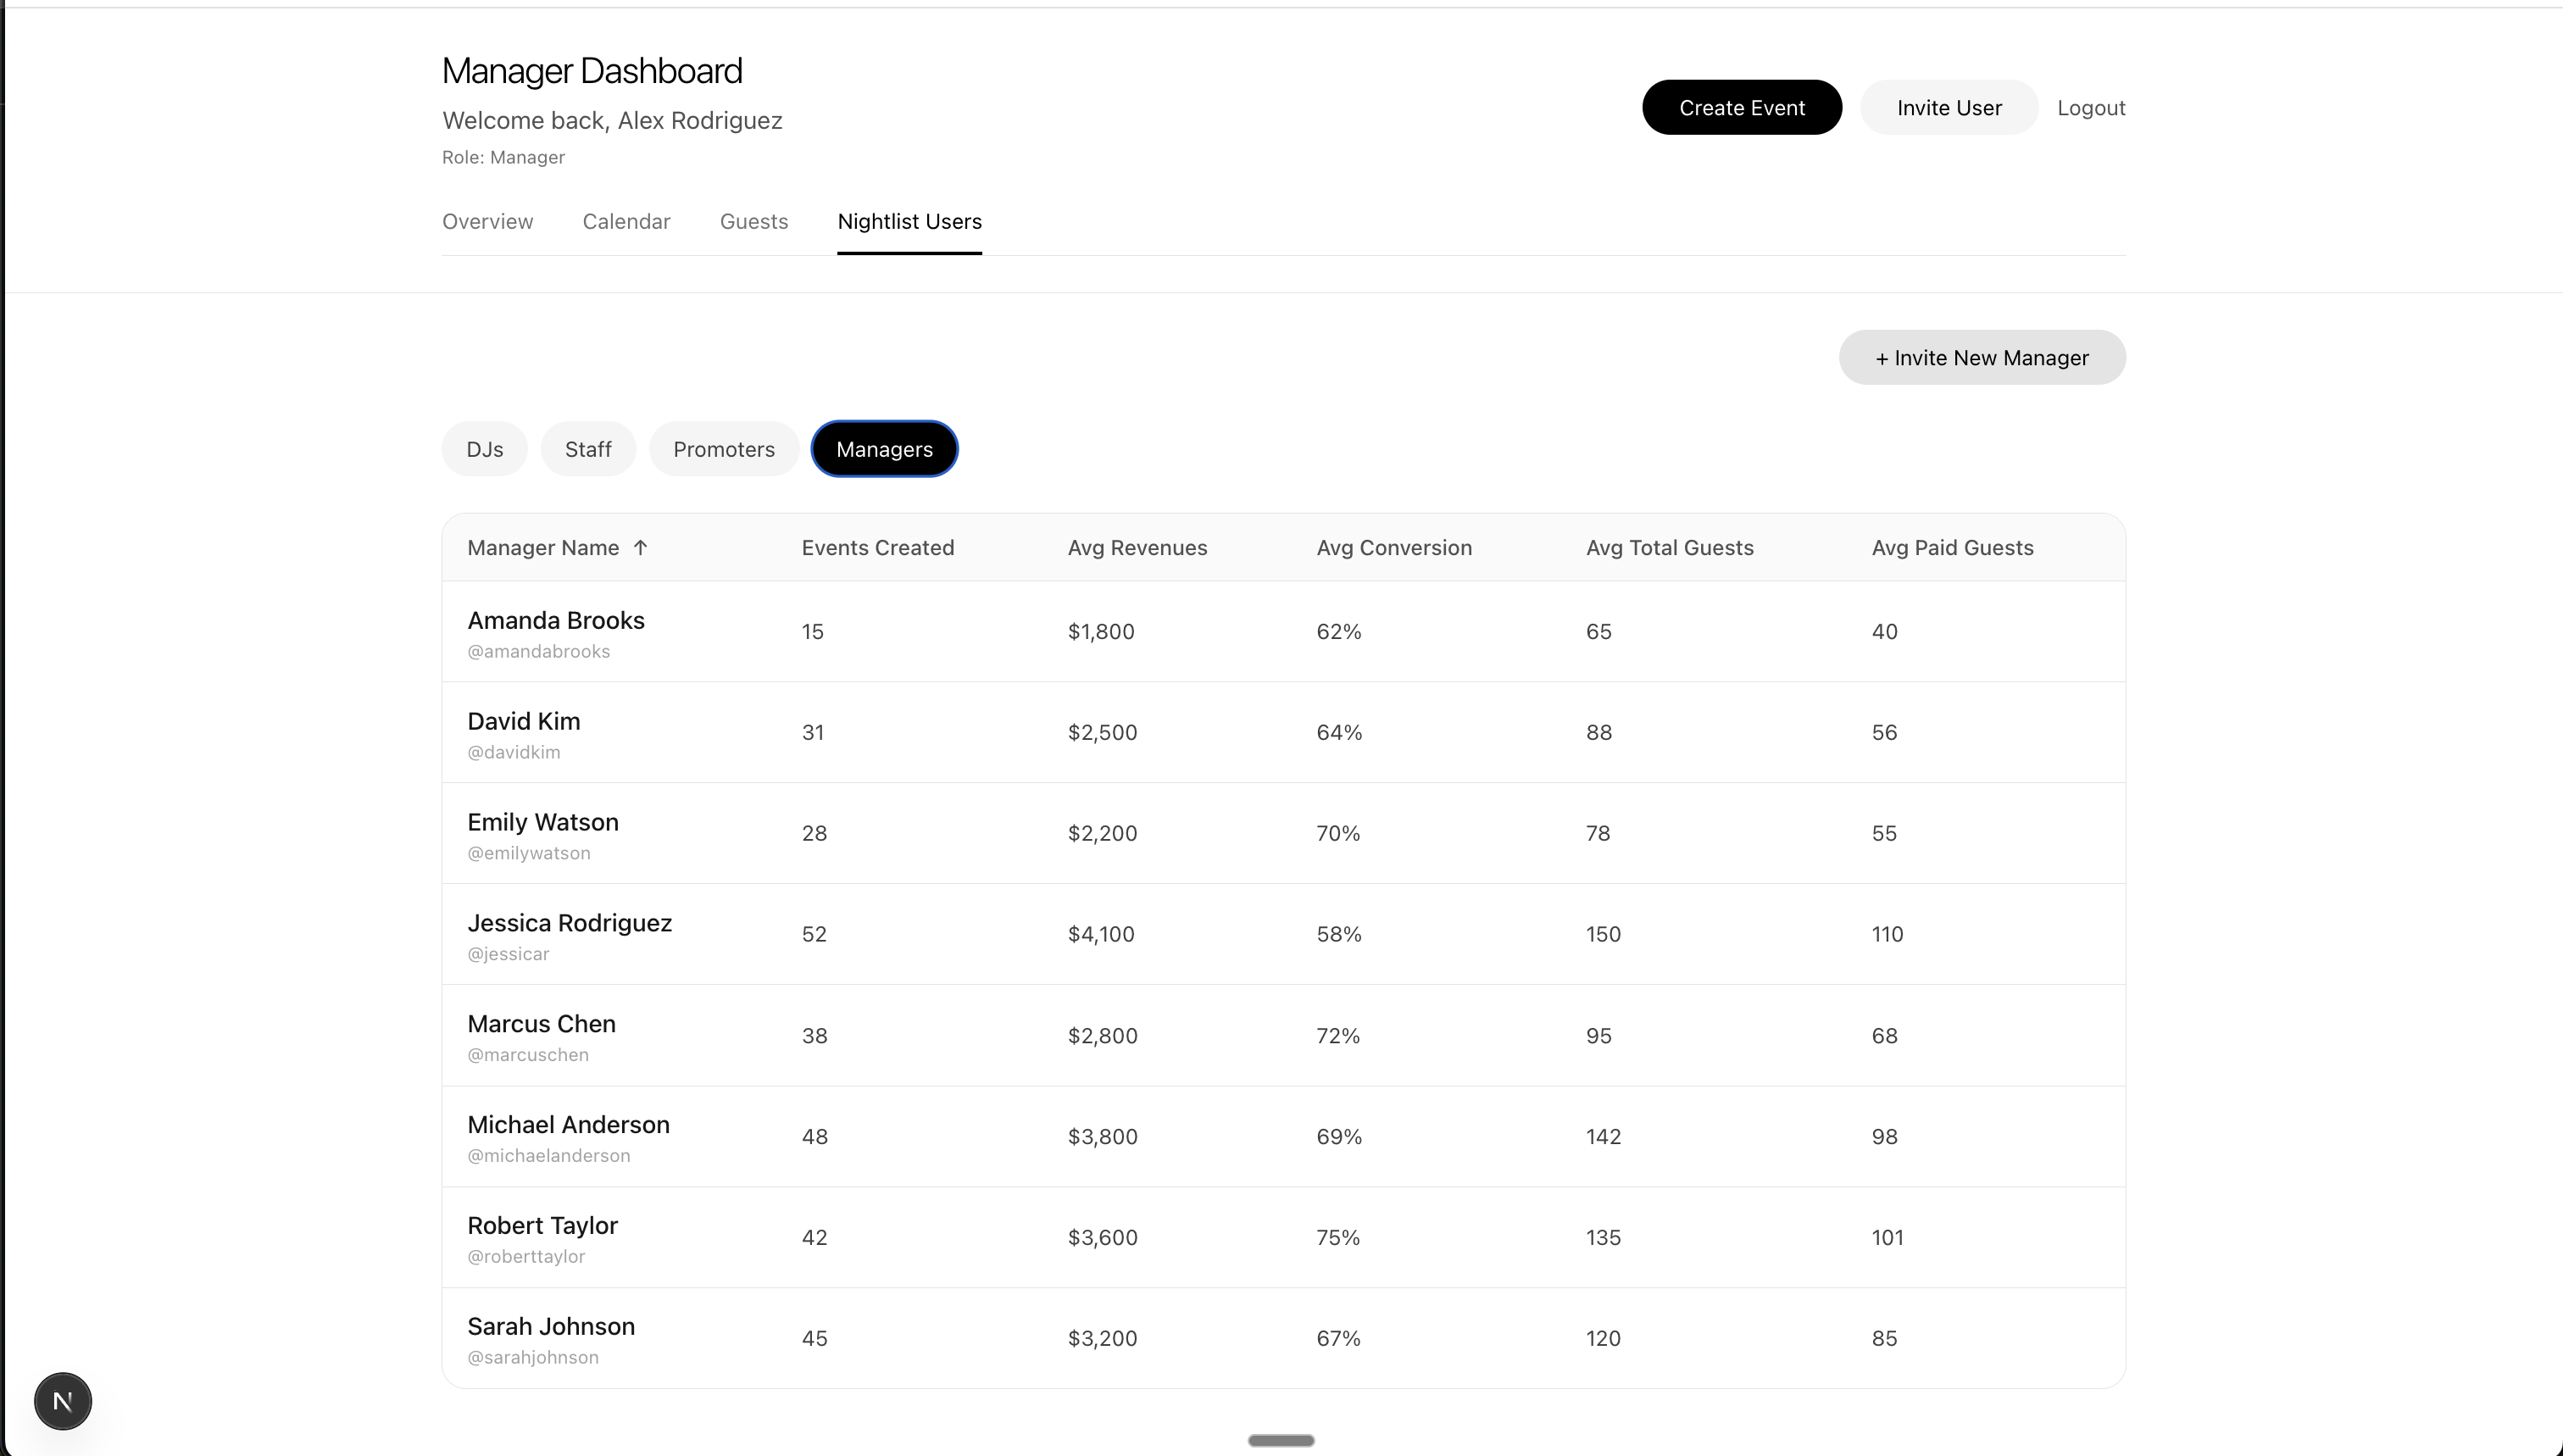 Manager Dashboard
Welcome back, Alex Rodriguez
Role: Manager
Create Event
Invite User
Logout
Overview
Calendar
Guests
Nightlist Users
+ Invite New Manager
DJs
Staff
Promoters
Managers
Manager Name ↑ Events Created Avg Revenues Avg Conversion Avg Total Guests Avg Paid Guests
Amanda Brooks
@amandabrooks
15 $1,800 62% 65 40
David Kim
@davidkim
31 $2,500 64% 88 56
Emily Watson
@emilywatson
28 $2,200 70% 78 55
Jessica Rodriguez
@jessicar
52 $4,100 58% 150 110
Marcus Chen
@marcuschen
38 $2,800 72% 95 68
Michael Anderson
@michaelanderson
48 $3,800 69% 142 98
Robert Taylor
@roberttaylor
42 $3,600 75% 135 101
Sarah Johnson
@sarahjohnson
45 $3,200 67% 120 85
N